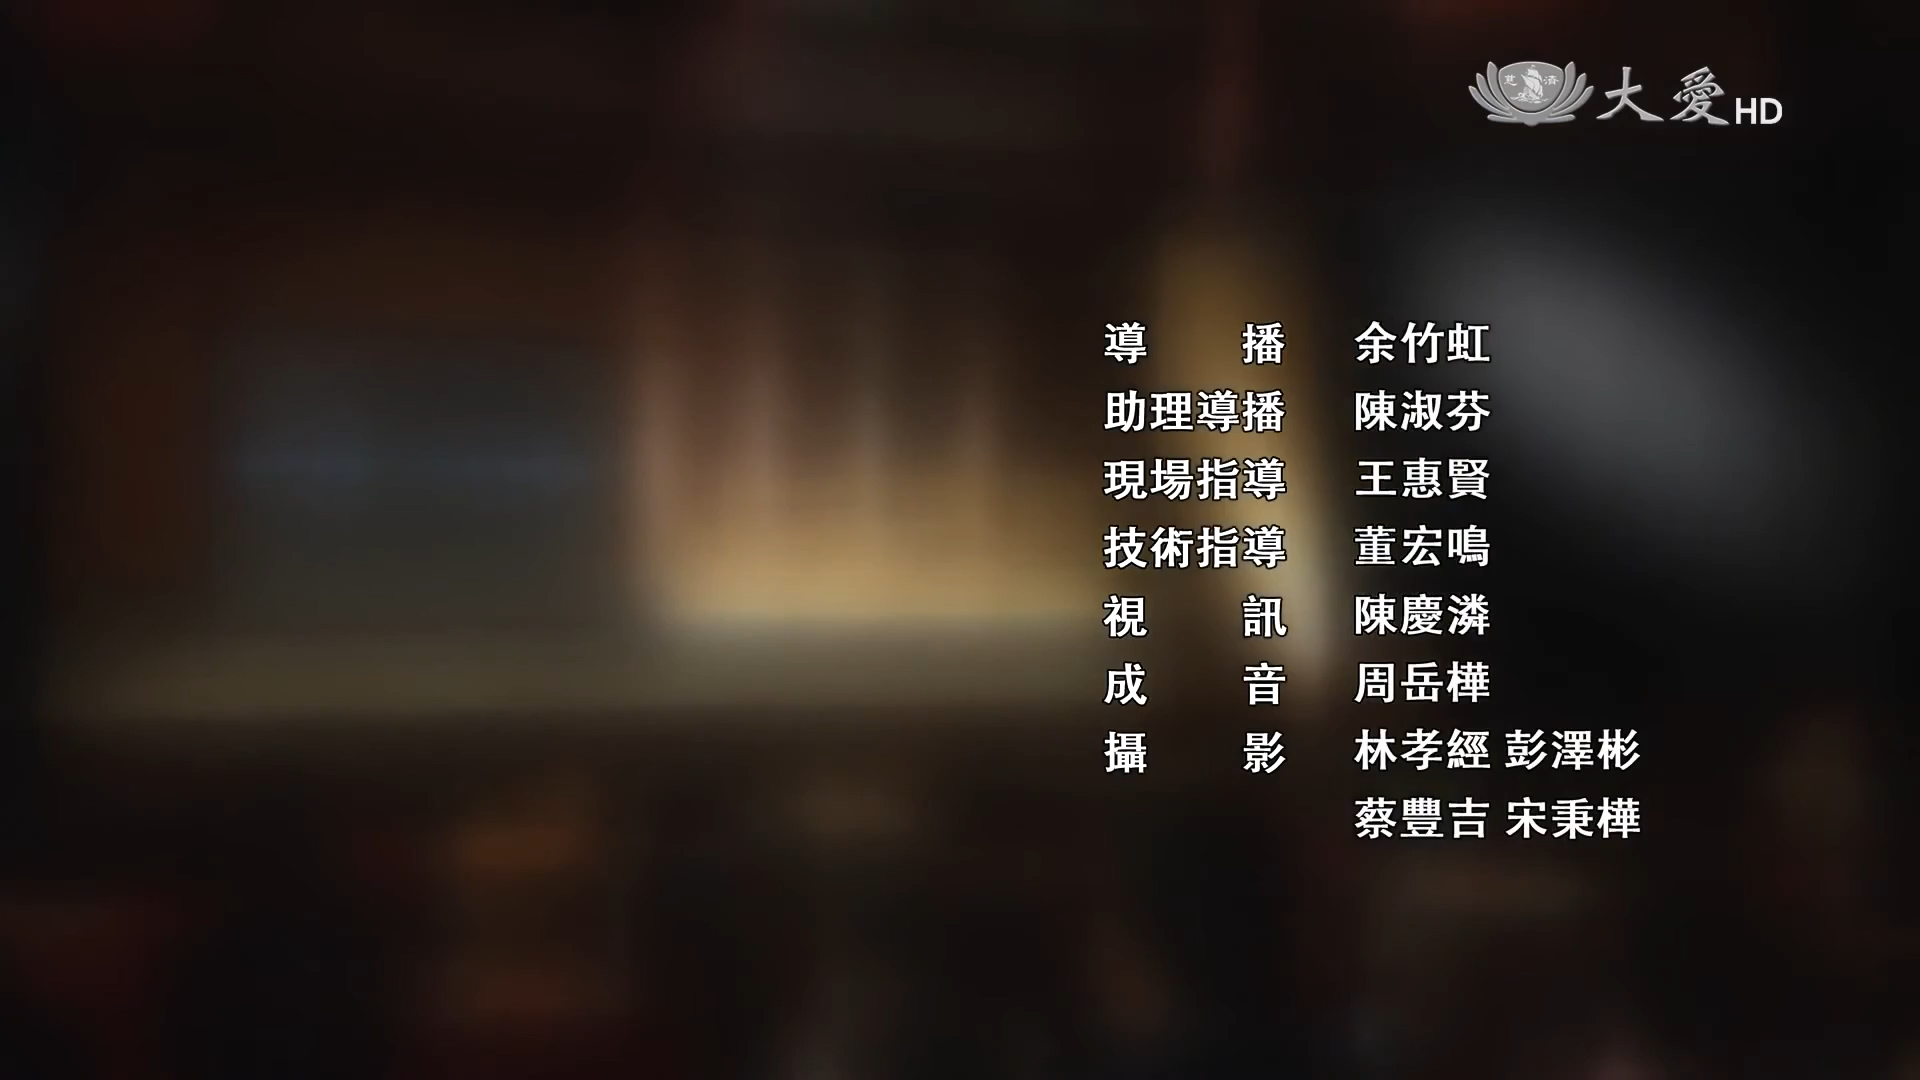 慈濟
大愛HD
導播 余竹虹
助理導播 陳淑芬
現場指導 王惠賢
技術指導 董宏鳴
視訊 陳慶潾
成音 周岳樺
攝影 林孝經 彭澤彬
蔡豐吉 宋秉樺